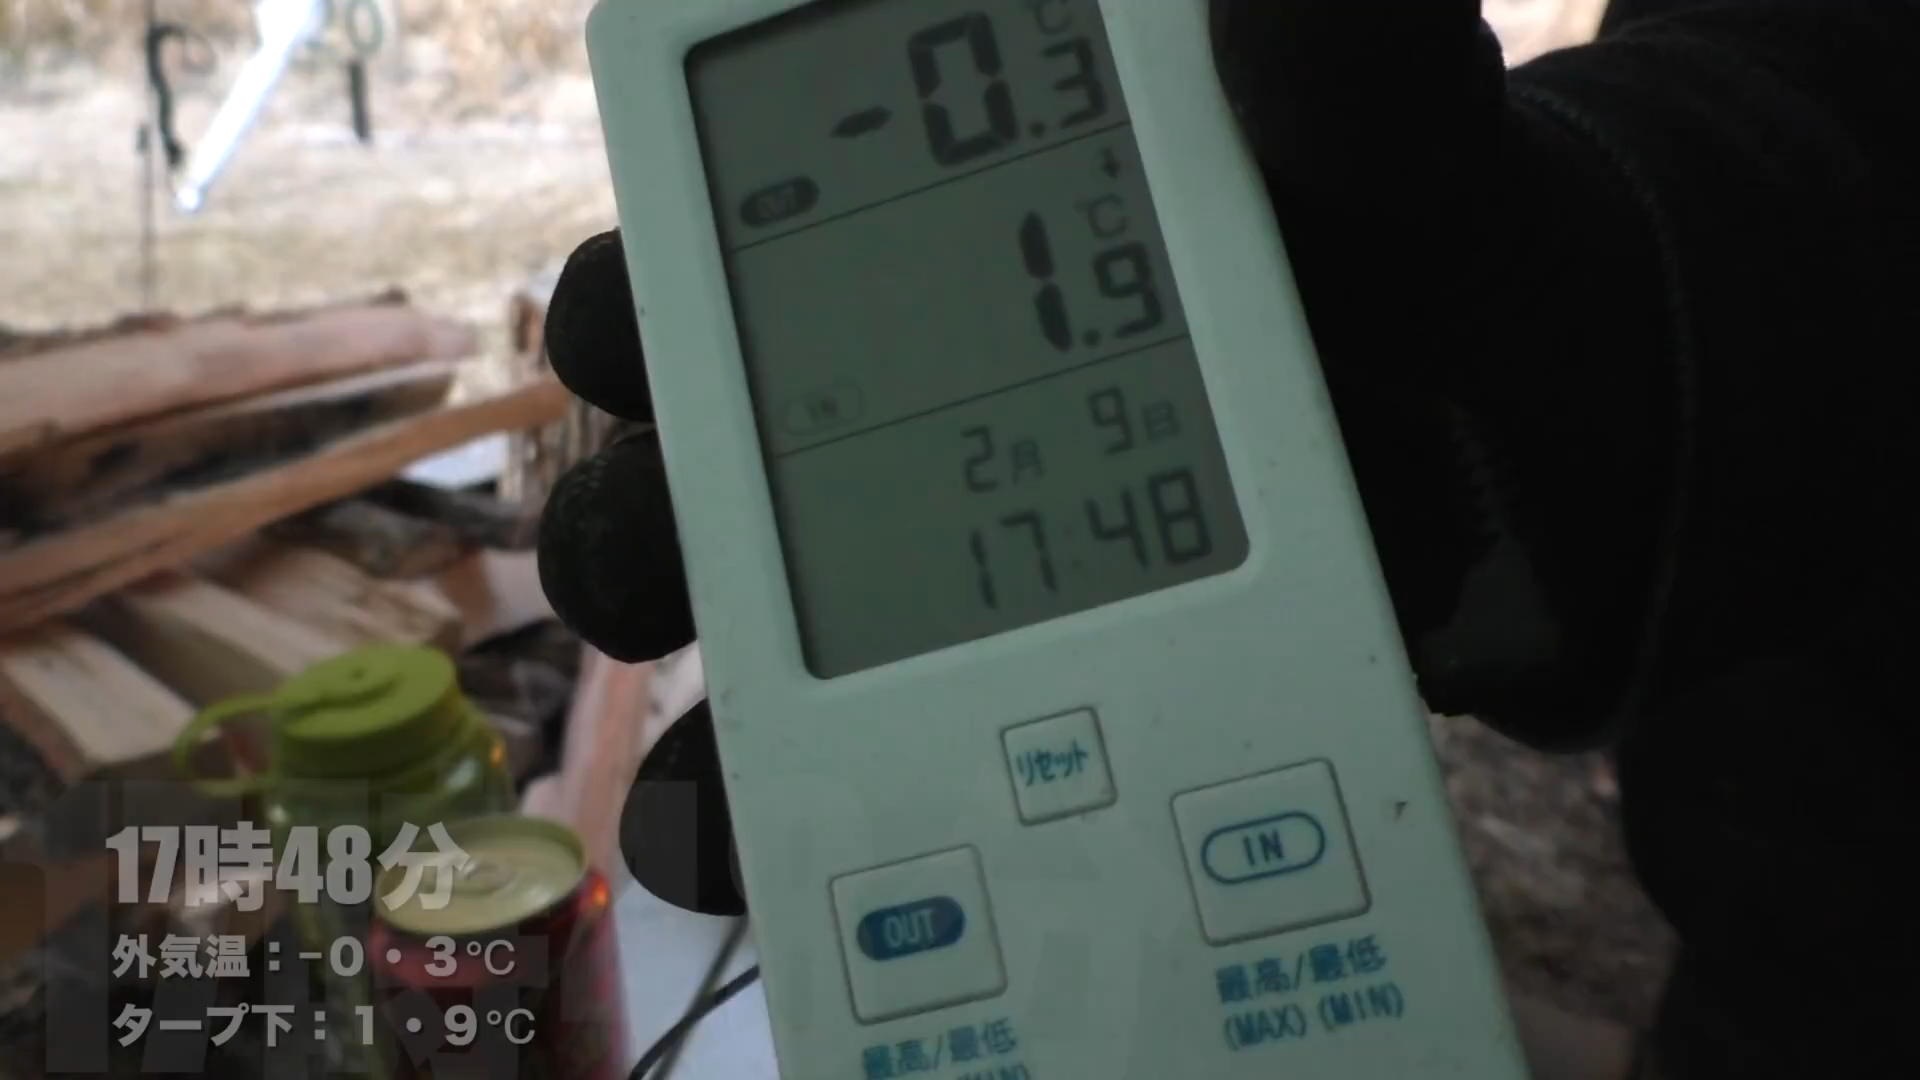 ℃
-0.3
OUT
℃
1.9
IN
2月 9日
17:48
リセット
IN
OUT
最高/最低
(MAX) (MIN)
最高/最低
17時48分
外気温：-0・3℃
タープ下：1・9℃